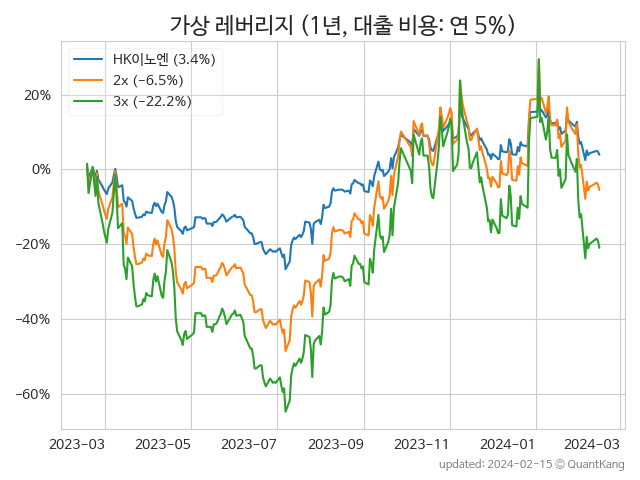 가상 레버리지 (1년, 대출 비용: 연 5%)
HK이노엔 (3.4%)
2x (−6.5%)
3x (−22.2%)
20%
0%
−20%
−40%
−60%
2023−03 2023−05 2023−07 2023−09 2023−11 2024−01 2024−03
updated: 2024−02−15 © QuantKang